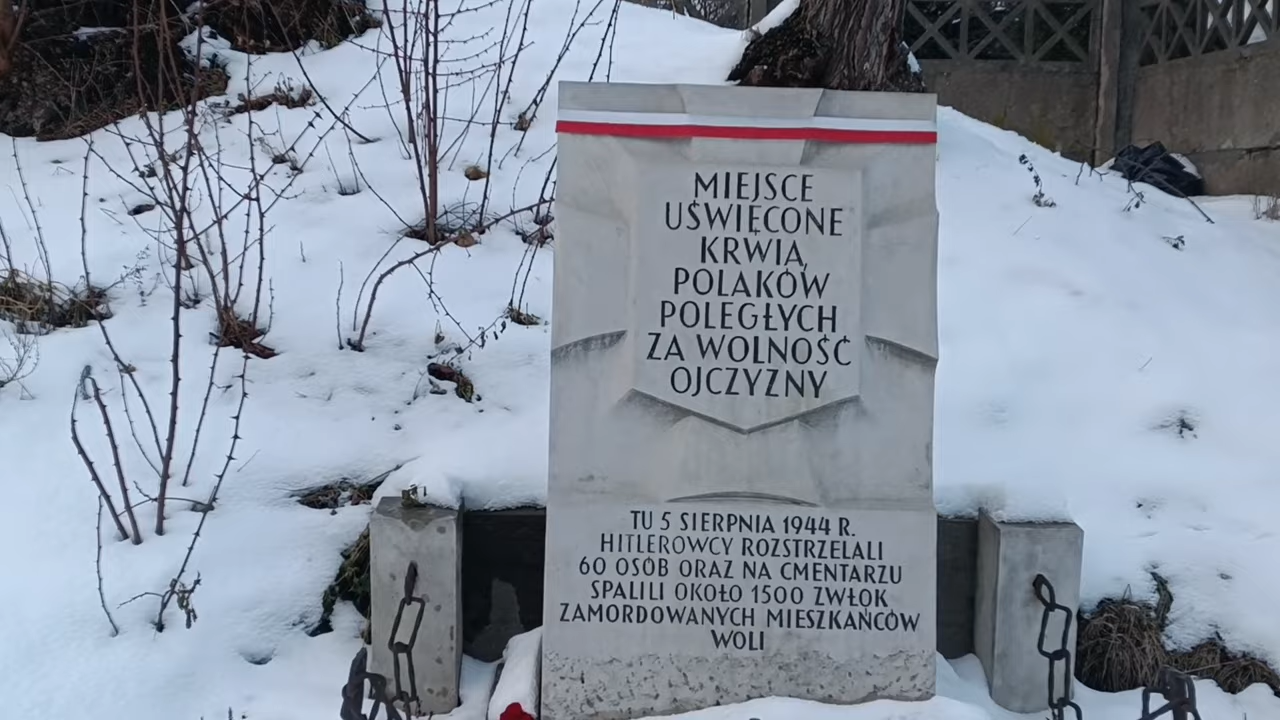 MIEJSCE
UŚWIĘCONE
KRWIĄ
POLAKÓW
POLEGŁYCH
ZA WOLNOŚĆ
OJCZYZNY
TU 5 SIERPNIA 1944 R.
HITLEROWCY ROZSTRZELALI
60 OSÓB ORAZ NA CMENTARZU
SPALILI OKOŁO 1500 ZWŁOK
ZAMORDOWANYCH MIESZKAŃCÓW
WOLI